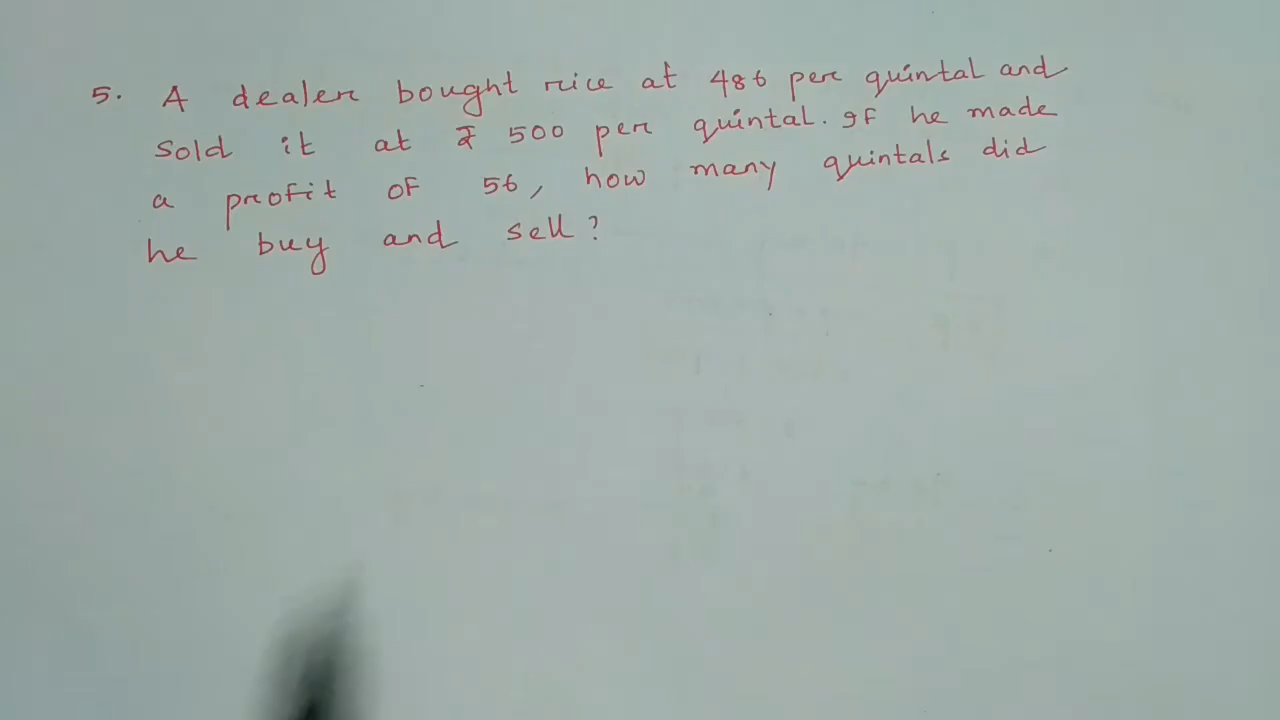 5. A dealer bought rice at 486 per quintal and
sold it at ₹ 500 per quintal. If he made
a profit of 56, how many quintals did
he buy and sell?